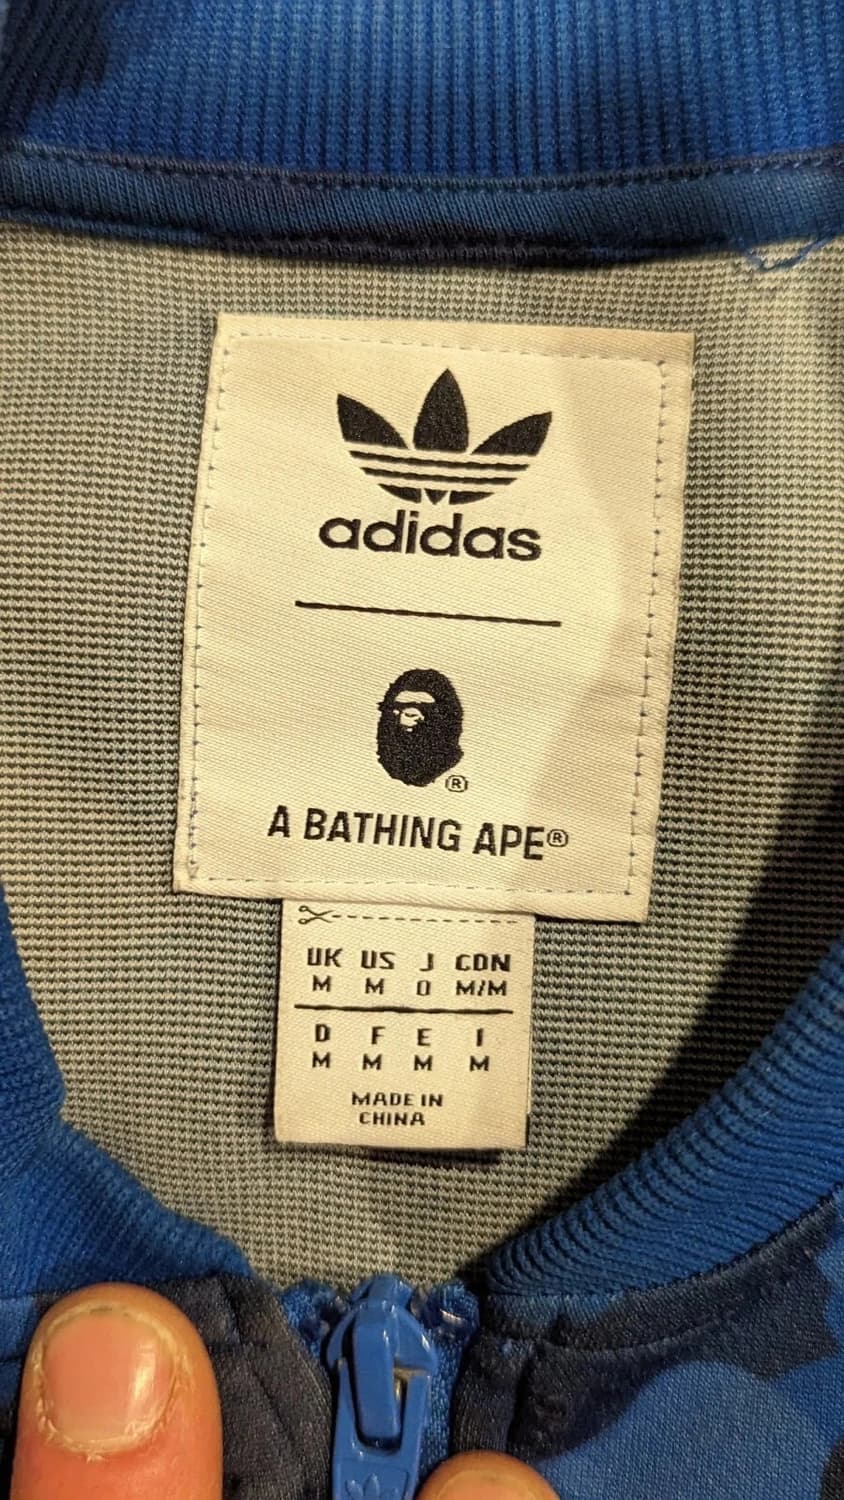 adidas
®
A BATHING APE®
UK US J CDN
M M O M/M
D F E I
M M M M
MADE IN
CHINA